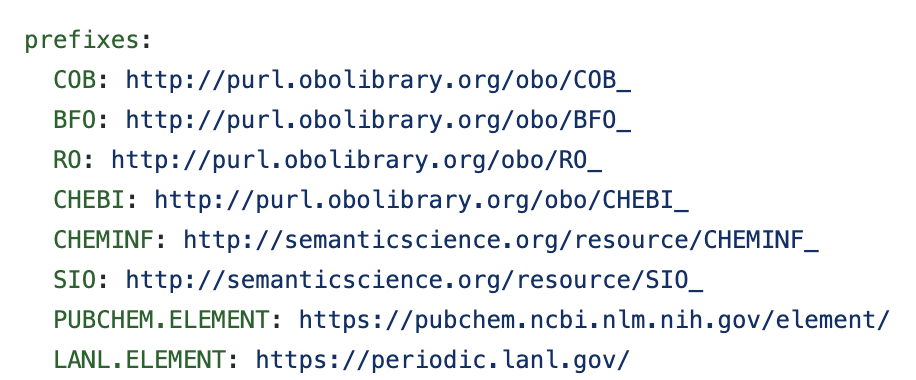 prefixes:
  COB: http://purl.obolibrary.org/obo/COB_
  BFO: http://purl.obolibrary.org/obo/BFO_
  RO: http://purl.obolibrary.org/obo/RO_
  CHEBI: http://purl.obolibrary.org/obo/CHEBI_
  CHEMINF: http://semanticscience.org/resource/CHEMINF_
  SIO: http://semanticscience.org/resource/SIO_
  PUBCHEM.ELEMENT: https://pubchem.ncbi.nlm.nih.gov/element/
  LANL.ELEMENT: https://periodic.lanl.gov/